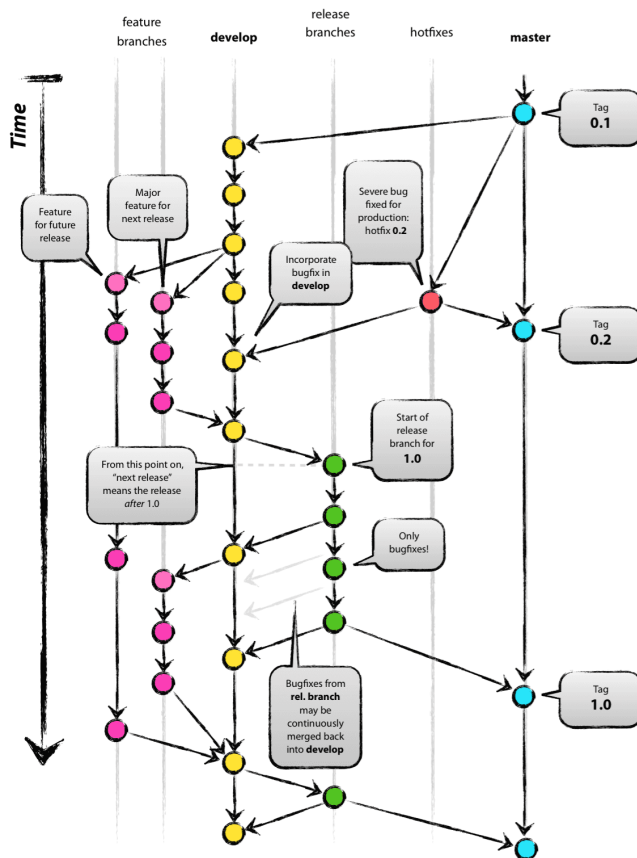 feature
branches
develop
release
branches
hotfixes
master
Time
Tag
0.1
Major
feature for
next release
Feature
for future
release
Severe bug
fixed for
production:
hotfix 0.2
Incorporate
bugfix in
develop
Tag
0.2
Start of
release
branch for
1.0
From this point on,
“next release”
means the release
after 1.0
Only
bugfixes!
Bugfixes from
rel. branch
may be
continuously
merged back
into develop
Tag
1.0